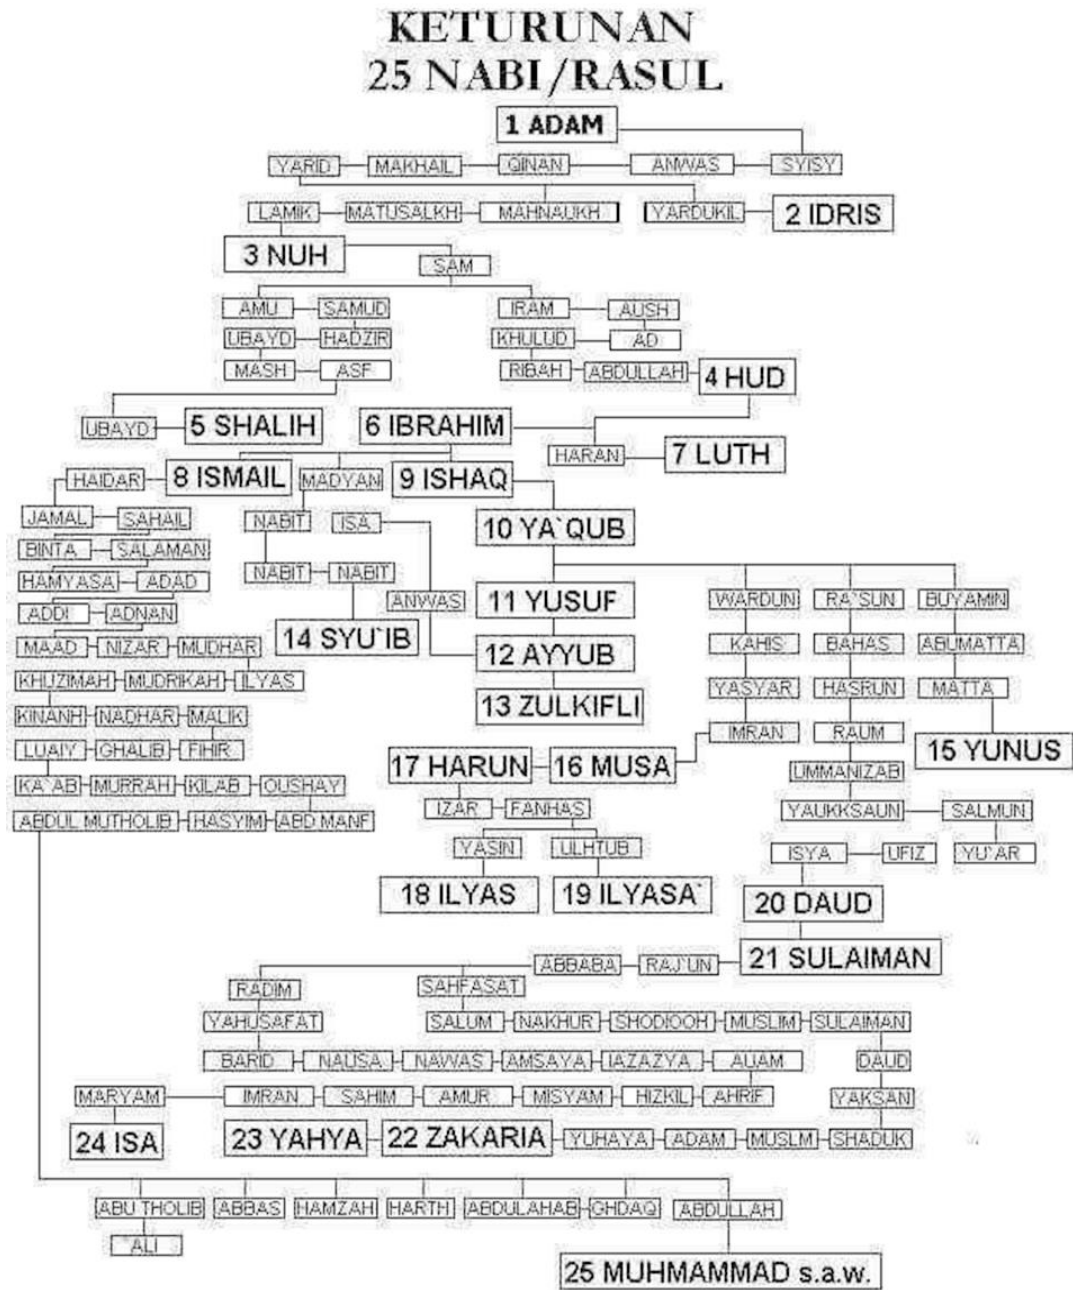 KETURUNAN
25 NABI/RASUL
1 ADAM
YARID MAKHAIL QINAN ANWAS SYISY
LAMIK MATUSALKH MAHNAUKH YARDUKIL 2 IDRIS
3 NUH SAM
AMU SAMUD IRAM AUSH
UBAYD HADZIR KHULUD AD
MASH ASF RIBAH ABDULLAH 4 HUD
UBAYD 5 SHALIH 6 IBRAHIM
HARAN 7 LUTH
HAIDAR 8 ISMAIL MADYAN 9 ISHAQ
JAMAL SAHAIL NABIT ISA 10 YA`QUB
BINTA SALAMAN
HAMYASA ADAD NABIT NABIT
ANWAS 11 YUSUF WARDUN RA`SUN BUYAMIN
ADDI ADNAN
14 SYU`IB
MAAD NIZAR MUDHAR 12 AYYUB KAHIS BAHAS ABUMATTA
KHUZIMAH MUDRIKAH ILYAS YASYAR HASRUN MATTA
13 ZULKIFLI
KINANH NADHAR MALIK IMRAN RAUM
LUAIY GHALIB FIHIR 15 YUNUS
17 HARUN 16 MUSA UMMANIZAB
KA`AB MURRAH KILAB OUSHAY
IZAR FANHAS YAUKKSAUN SALMUN
ABDUL MUTHOLIB HASYIM ABD.MANF
YASIN ULHTUB ISYA UFIZ YU`AR
18 ILYAS 19 ILYASA` 20 DAUD
ABBABA RAJ`UN 21 SULAIMAN
RADIM SAHFASAT
YAHUSAFAT SALUM NAKHUR SHODIOOH MUSLIM SULAIMAN
BARID NAUSA NAWAS AMSAYA IAZAZYA AUAM DAUD
MARYAM IMRAN SAHIM AMUR MISYAM HIZKIL AHRIF YAKSAN
24 ISA 23 YAHYA 22 ZAKARIA YUHAYA ADAM MUSLM SHADUK
ABU THOLIB ABBAS HAMZAH HARTH ABDULAHAB GHDAQ ABDULLAH
`ALI
25 MUHMAMMAD s.a.w.